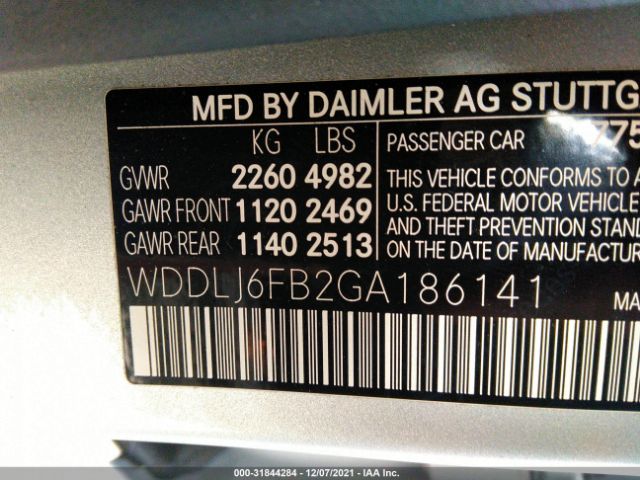 MFD BY DAIMLER AG STUTTG
KG LBS
GVWR 2260 4982
GAWR FRONT 1120 2469
GAWR REAR 1140 2513
PASSENGER CAR 775
THIS VEHICLE CONFORMS TO A
U.S. FEDERAL MOTOR VEHICLE
AND THEFT PREVENTION STAND
ON THE DATE OF MANUFACTUR
WDDLJ6FB2GA186141
MA
000-31844284 - 12/07/2021 - IAA Inc.